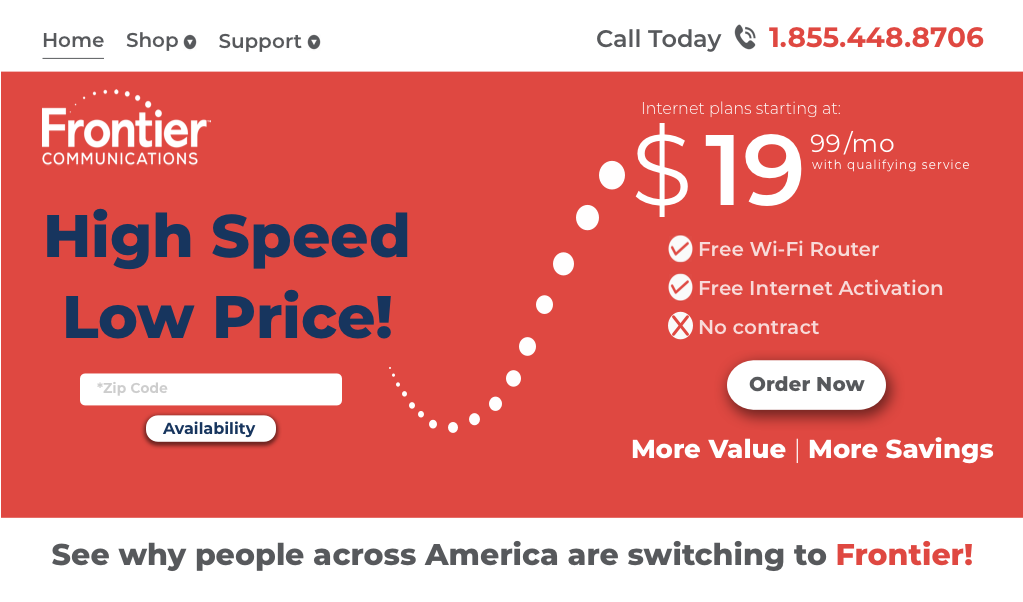 Home Shop Support
Call Today 1.855.448.8706
Frontier™
COMMUNICATIONS
High Speed
Low Price!
*Zip Code
Availability
Internet plans starting at:
$19 99/mo
with qualifying service
Free Wi-Fi Router
Free Internet Activation
No contract
Order Now
More Value | More Savings
See why people across America are switching to Frontier!